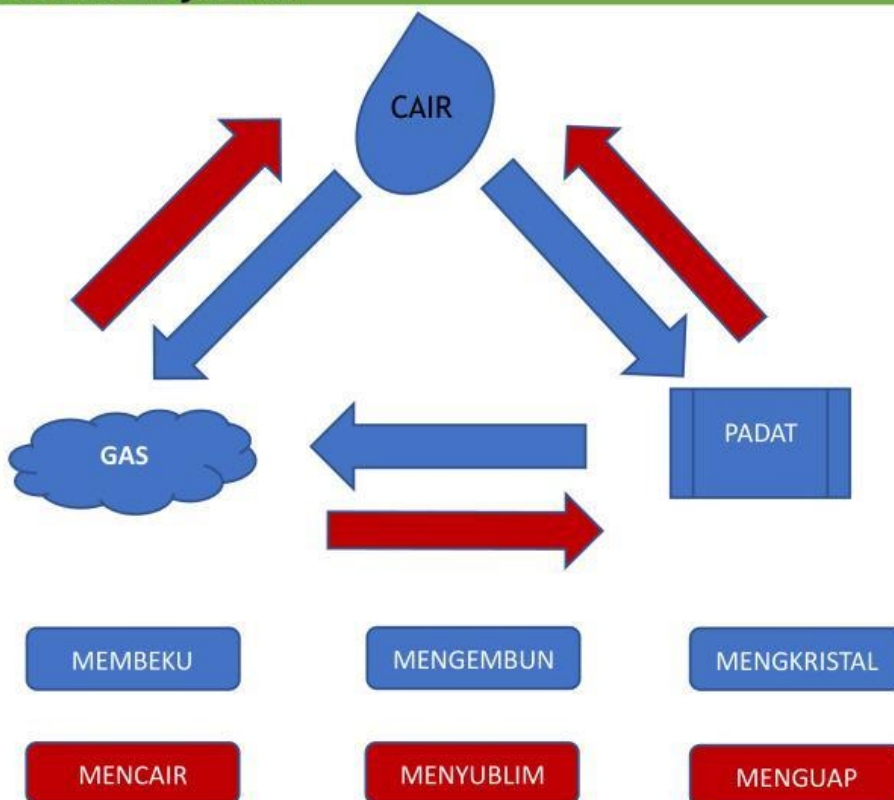 CAIR
GAS
PADAT
MEMBEKU
MENGEMBUN
MENGKRISTAL
MENCAIR
MENYUBLIM
MENGUAP